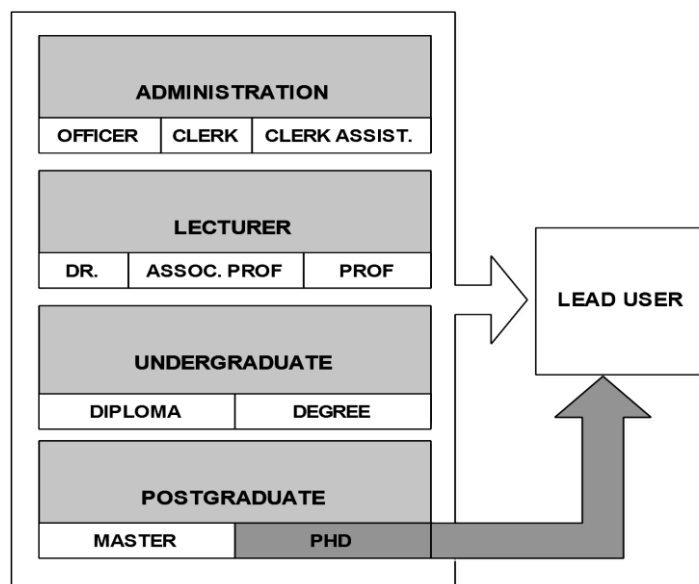 ADMINISTRATION
OFFICER CLERK CLERK ASSIST.
LECTURER
DR. ASSOC. PROF PROF
LEAD USER
UNDERGRADUATE
DIPLOMA DEGREE
POSTGRADUATE
MASTER PHD